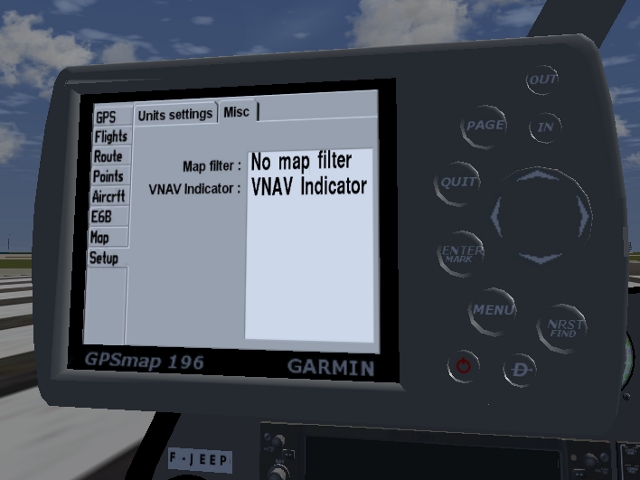 OUT
PAGE
IN
QUIT
ENTER
MARK
MENU
NRST
FIND
D
GPS
Flights
Route
Points
Aircrft
E6B
Map
Setup
Units settings
Misc
Map filter : No map filter
VNAV Indicator : VNAV Indicator
GPSmap 196
GARMIN
F-JEEP